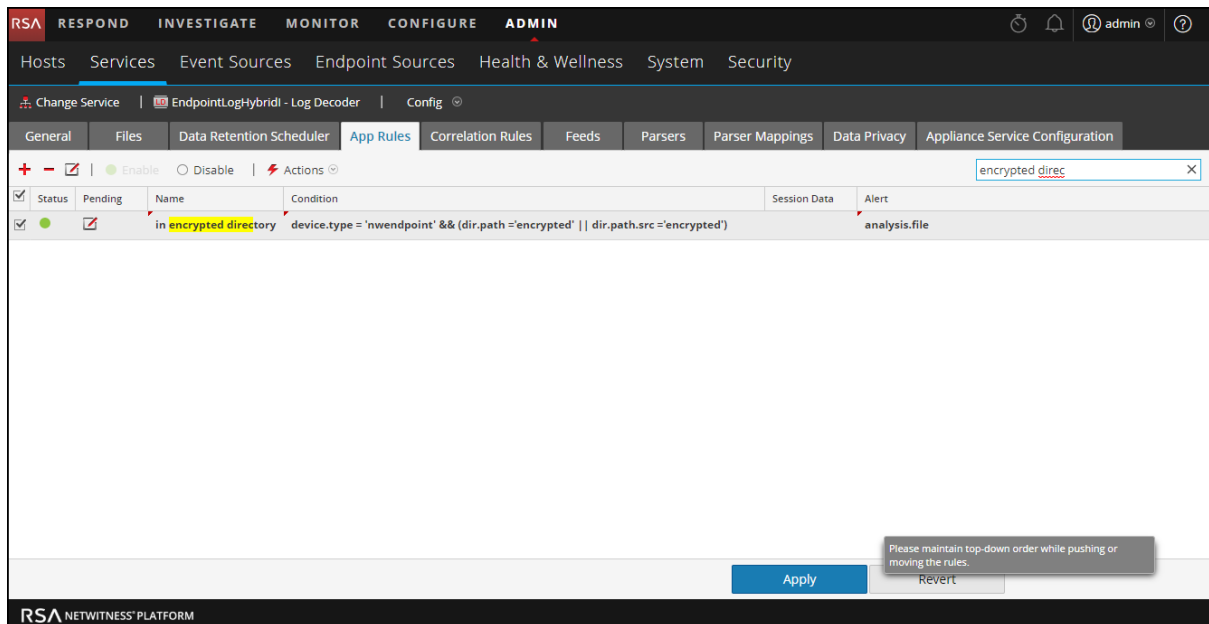 RSA RESPOND INVESTIGATE MONITOR CONFIGURE ADMIN admin ?
Hosts Services Event Sources Endpoint Sources Health & Wellness System Security
Change Service | LD EndpointLogHybridI - Log Decoder | Config
General Files Data Retention Scheduler App Rules Correlation Rules Feeds Parsers Parser Mappings Data Privacy Appliance Service Configuration
Enable Disable | Actions encrypted direc
Status Pending Name Condition Session Data Alert
in encrypted directory device.type = 'nwendpoint' && (dir.path ='encrypted' || dir.path.src ='encrypted') analysis.file
Please maintain top-down order while pushing or
moving the rules.
Apply Revert
RSA NETWITNESS® PLATFORM